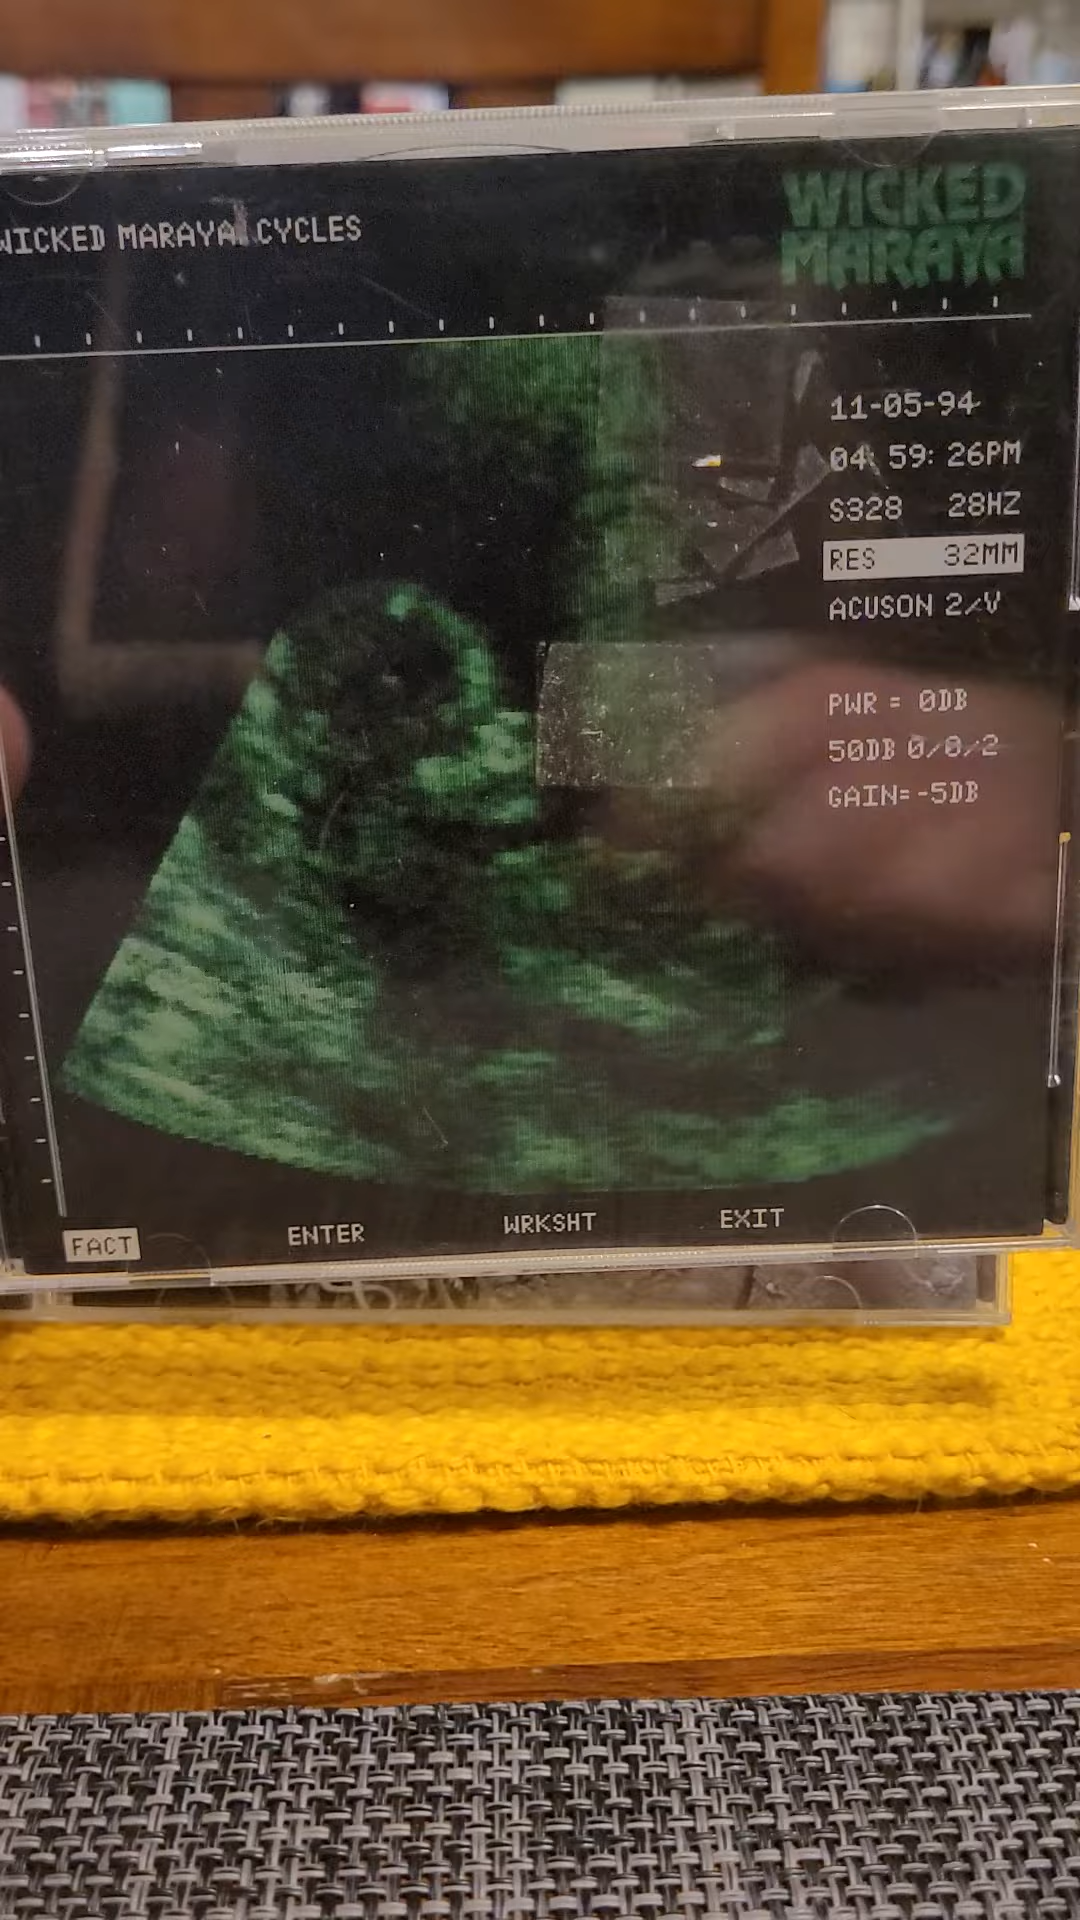 WICKED MARAYA CYCLES
WICKED
MARAYA
11-05-94
04:59:26PM
S328 28HZ
RES 32MM
ACUSON 2/V
PWR = 0DB
50DB 0/0/2
GAIN=-5DB
FACT ENTER WRKSHT EXIT